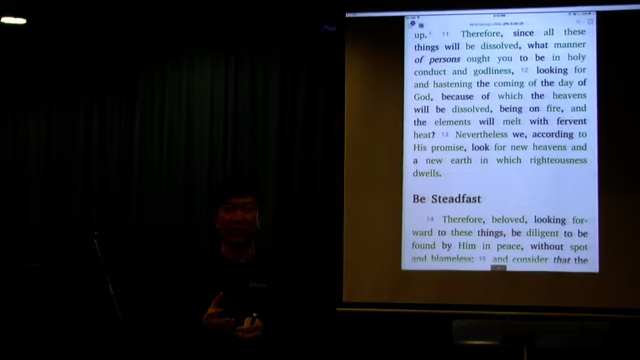 up. 11 Therefore, since all these
things will be dissolved, what manner
of persons ought you to be in holy
conduct and godliness, 12 looking for
and hastening the coming of the day of
God, because of which the heavens
will be dissolved, being on fire, and
the elements will melt with fervent
heat? 13 Nevertheless we, according to
His promise, look for new heavens and
a new earth in which righteousness
dwells.
Be Steadfast
14 Therefore, beloved, looking for-
ward to these things, be diligent to be
found by Him in peace, without spot
and blameless; 15 and consider that the